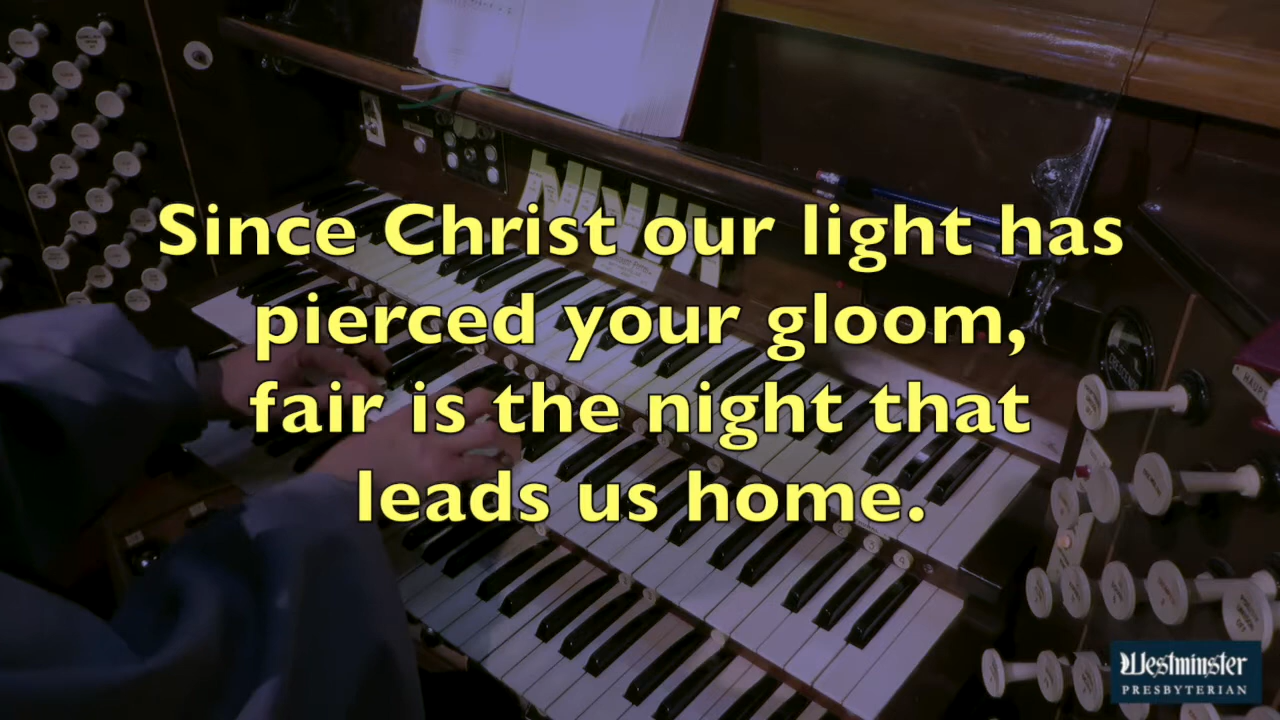 Since Christ our light has
pierced your gloom,
fair is the night that
leads us home.
Westminster
PRESBYTERIAN